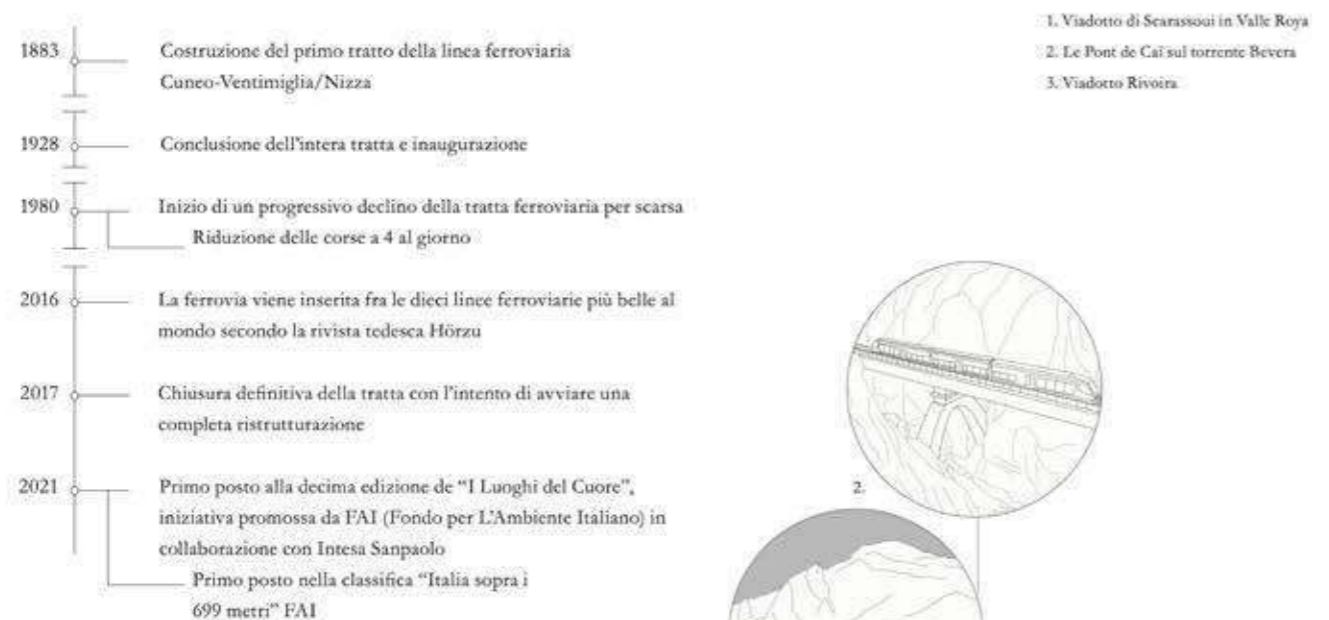 1883
Costruzione del primo tratto della linea ferroviaria
Cuneo-Ventimiglia/Nizza
1928
Conclusione dell'intera tratta e inaugurazione
1980
Inizio di un progressivo declino della tratta ferroviaria per scarsa
Riduzione delle corse a 4 al giorno
2016
La ferrovia viene inserita fra le dieci linee ferroviarie più belle al
mondo secondo la rivista tedesca Hörzu
2017
Chiusura definitiva della tratta con l'intento di avviare una
completa ristrutturazione
2021
Primo posto alla decima edizione de “I Luoghi del Cuore”,
iniziativa promossa da FAI (Fondo per L'Ambiente Italiano) in
collaborazione con Intesa Sanpaolo
Primo posto nella classifica “Italia sopra i
699 metri” FAI
1. Viadotto di Scarassoui in Valle Roya
2. Le Pont de Caï sul torrente Bevera
3. Viadotto Rivoira
2.